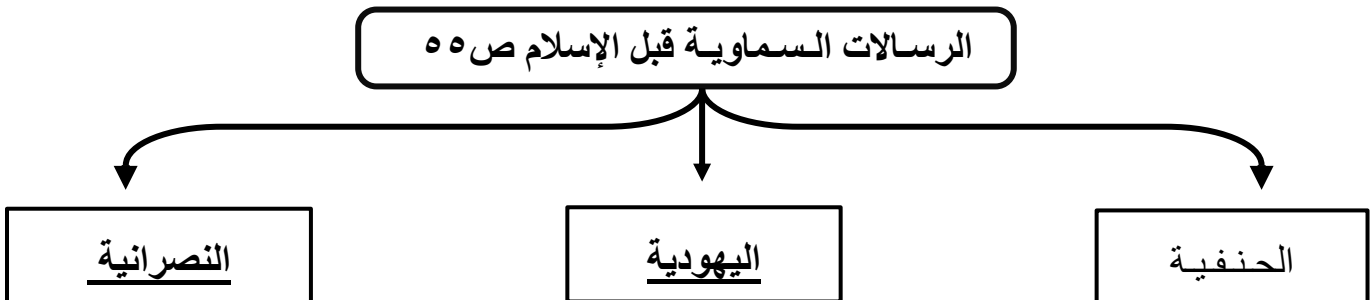 الرسالات السماوية قبل الإسلام ص٥٥
الحنفية
اليهودية
النصرانية